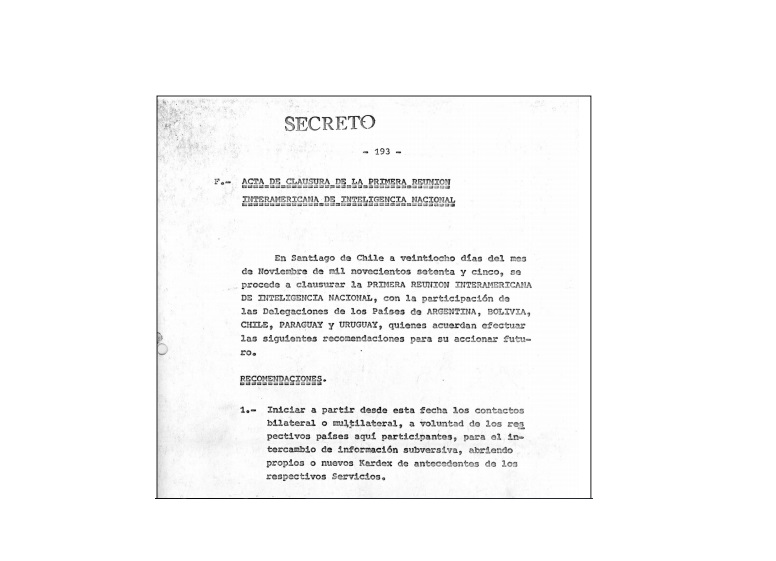 SECRETO
- 193 -
F.- ACTA DE CLAUSURA DE LA PRIMERA REUNION
INTERAMERICANA DE INTELIGENCIA NACIONAL
En Santiago de Chile a veintiocho días del mes
de Noviembre de mil novecientos setenta y cinco, se
procede a clausurar la PRIMERA REUNION INTERAMERICANA
DE INTELIGENCIA NACIONAL, con la participación de
las Delegaciones de los Países de ARGENTINA, BOLIVIA,
CHILE, PARAGUAY y URUGUAY, quienes acuerdan efectuar
las siguientes recomendaciones para su accionar futu-
ro.
RECOMENDACIONES.
1.- Iniciar a partir desde esta fecha los contactos
bilateral o multilateral, a voluntad de los res
pectivos países aquí participantes, para el in-
tercambio de información subversiva, abriendo
propios o nuevos Kardex de antecedentes de los
respectivos Servicios.